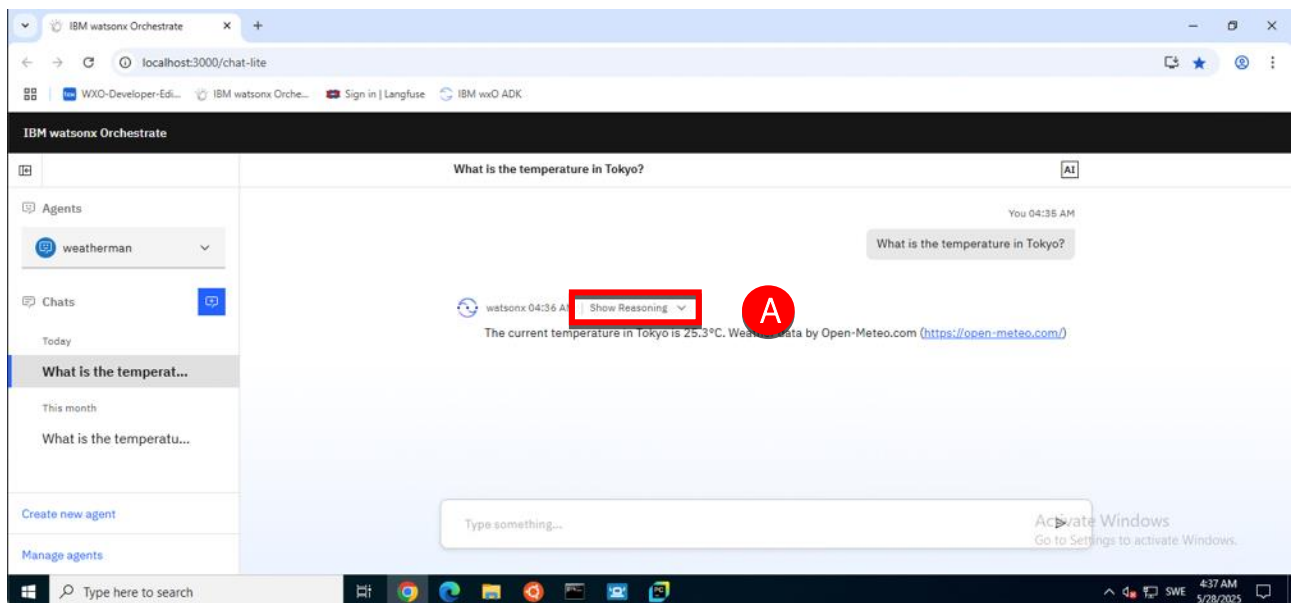 IBM watsonx Orchestrate
localhost:3000/chat-lite
WXO-Developer-Edi...
IBM watsonx Orche...
Sign in | Langfuse
IBM wxO ADK
IBM watsonx Orchestrate
What is the temperature in Tokyo?
AI
Agents
You 04:35 AM
weatherman
What is the temperature in Tokyo?
Chats
watsonx 04:36 A
Show Reasoning
A
The current temperature in Tokyo is 25.3°C. Weather data by Open-Meteo.com (https://open-meteo.com/)
Today
What is the temperat...
This month
What is the temperatu...
Create new agent
Type something...
Activate Windows
Go to Settings to activate Windows.
Manage agents
Type here to search
SWE
4:37 AM
5/28/2025